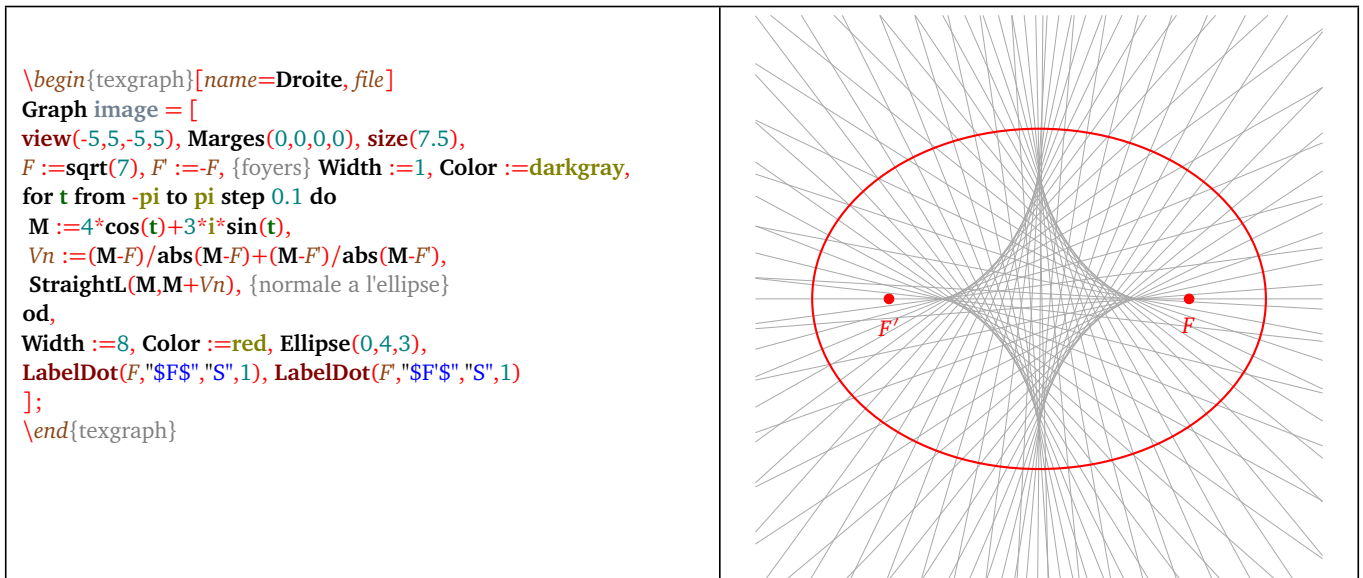 \begin{texgraph}[name=Droite, file]
Graph image = [
view(-5,5,-5,5), Marges(0,0,0,0), size(7.5),
F :=sqrt(7), F' :=-F, {foyers} Width :=1, Color :=darkgray,
for t from -pi to pi step 0.1 do
M :=4*cos(t)+3*i*sin(t),
Vn :=(M-F)/abs(M-F)+(M-F')/abs(M-F'),
StraightL(M,M+Vn), {normale a l'ellipse}
od,
Width :=8, Color :=red, Ellipse(0,4,3),
LabelDot(F,"$F$","S",1), LabelDot(F',"$F'$","S",1)
];
\end{texgraph}
F′
F